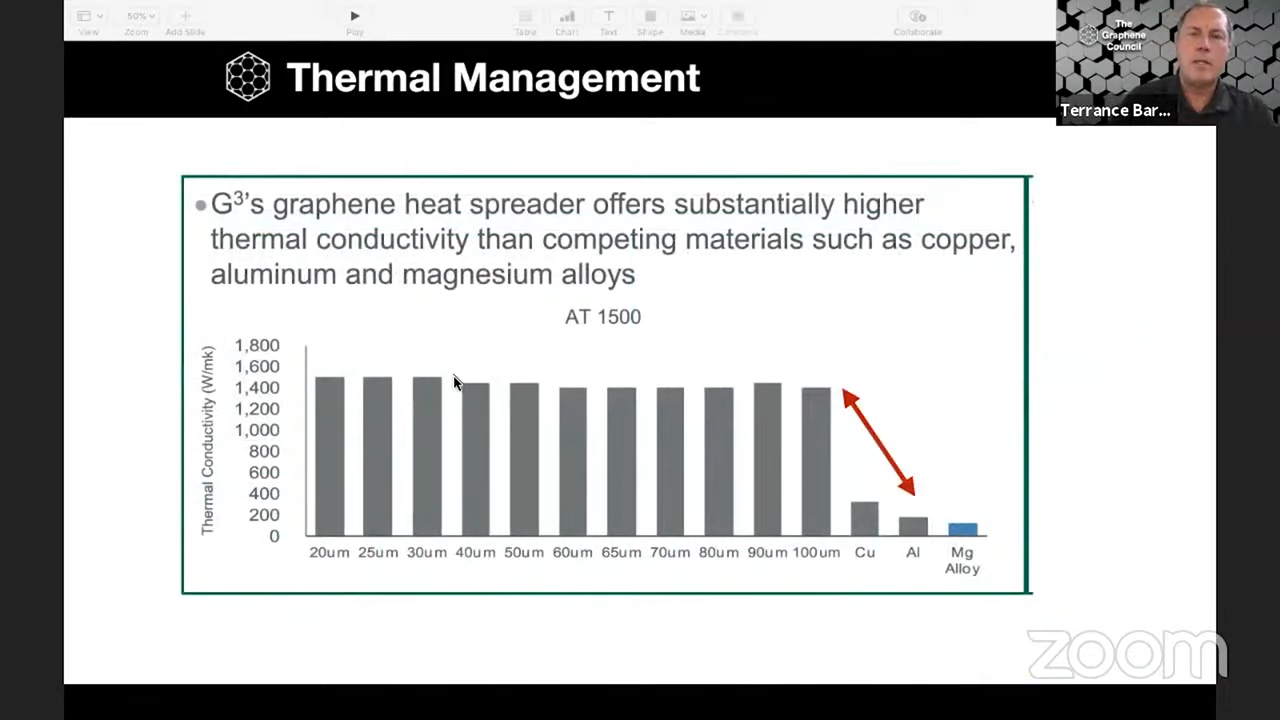 View
50%
Zoom
Add Slide
Play
Table
Chart
Text
Shape
Media
Comment
Collaborate
The
Graphene
Council
Terrance Bar...
Thermal Management
•G³’s graphene heat spreader offers substantially higher
thermal conductivity than competing materials such as copper,
aluminum and magnesium alloys
AT 1500
Thermal Conductivity (W/mk)
1,800
1,600
1,400
1,200
1,000
800
600
400
200
0
20um 25um 30um 40um 50um 60um 65um 70um 80um 90um 100um Cu Al Mg
Alloy
zoom